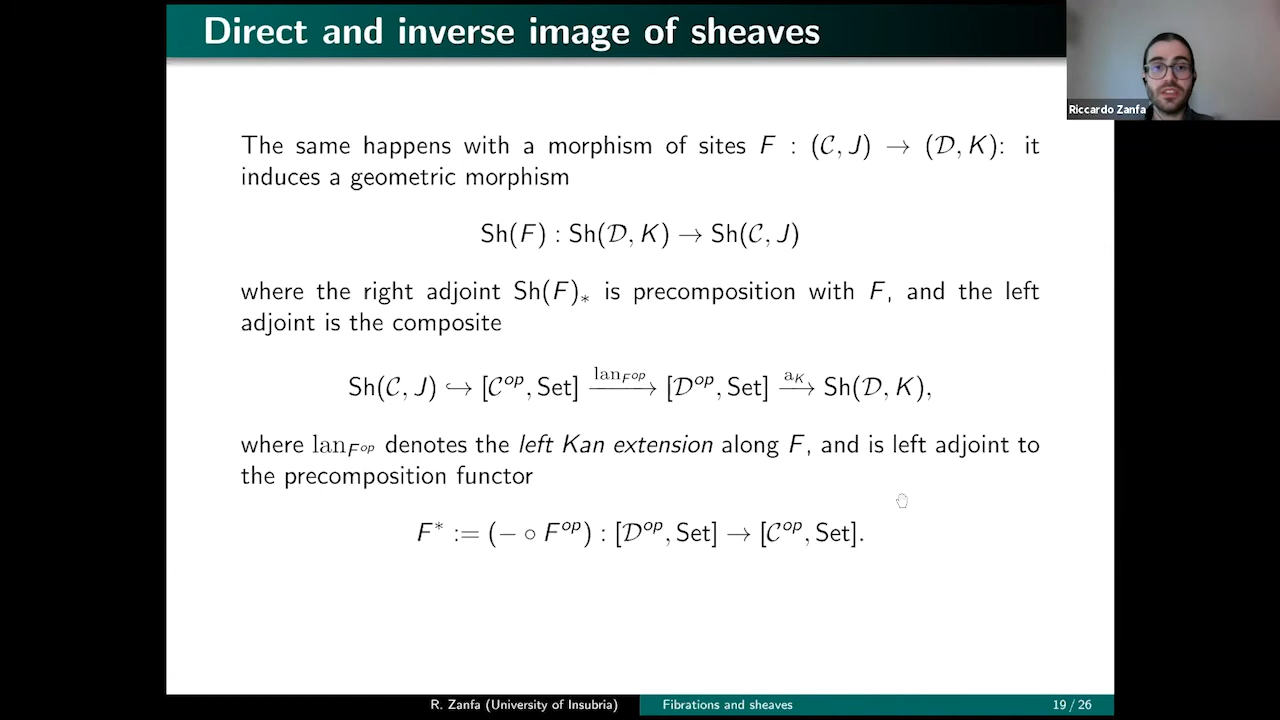 Direct and inverse image of sheaves
Riccardo Zanfa
The same happens with a morphism of sites F : (𝒞, J) → (𝒟, K): it
induces a geometric morphism
Sh(F) : Sh(𝒟, K) → Sh(𝒞, J)
where the right adjoint Sh(F)∗ is precomposition with F, and the left
adjoint is the composite
Sh(𝒞, J) ↪ [𝒞^op, Set] —lan_{F^op}→ [𝒟^op, Set] —a_K→ Sh(𝒟, K),
where lan_{F^op} denotes the left Kan extension along F, and is left adjoint to
the precomposition functor
F* := (− ∘ F^op) : [𝒟^op, Set] → [𝒞^op, Set].
R. Zanfa (University of Insubria) Fibrations and sheaves 19 / 26